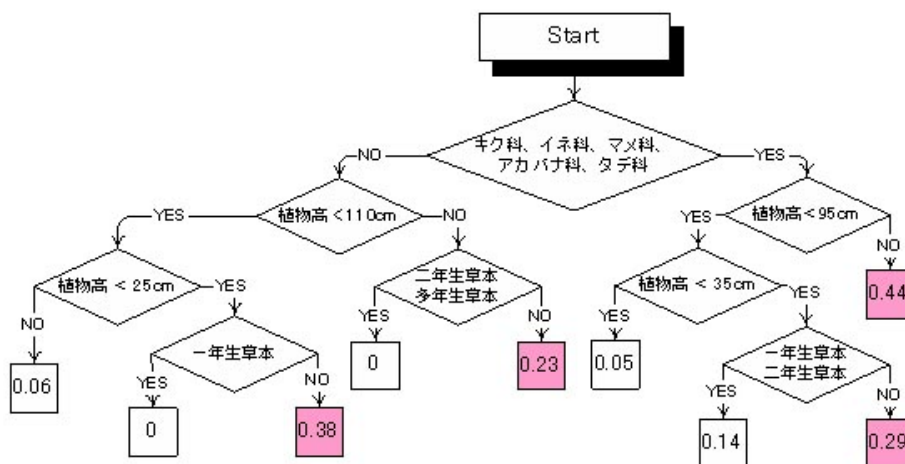 Start
キク科、イネ科、マメ科、
アカバナ科、タデ科
NO
YES
植物高<110cm
植物高<95cm
YES
NO
YES
NO
植物高 < 25cm
二年生草本
多年生草本
植物高 < 35cm
0.44
YES
YES
NO
YES
NO
YES
NO
一年生草本
0
0.23
0.05
一年生草本
二年生草本
0.06
YES
NO
YES
NO
0
0.38
0.14
0.29